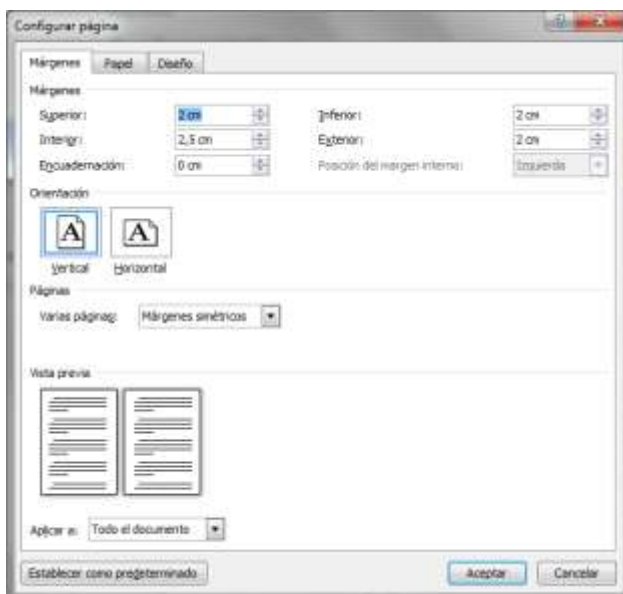 Configurar página
Márgenes Papel Diseño
Márgenes
Superior: 2 cm Inferior: 2 cm
Interior: 2,5 cm Exterior: 2 cm
Encuadernación: 0 cm Posición del margen interno: Izquierda
Orientación
A A
Vertical Horizontal
Páginas
Varias páginas: Márgenes simétricos
Vista previa
Aplicar a: Todo el documento
Establecer como predeterminado Aceptar Cancelar